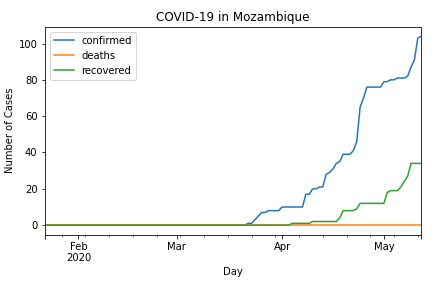 COVID-19 in Mozambique
confirmed
deaths
recovered
Number of Cases
100
80
60
40
20
0
Feb
2020
Mar
Apr
May
Day